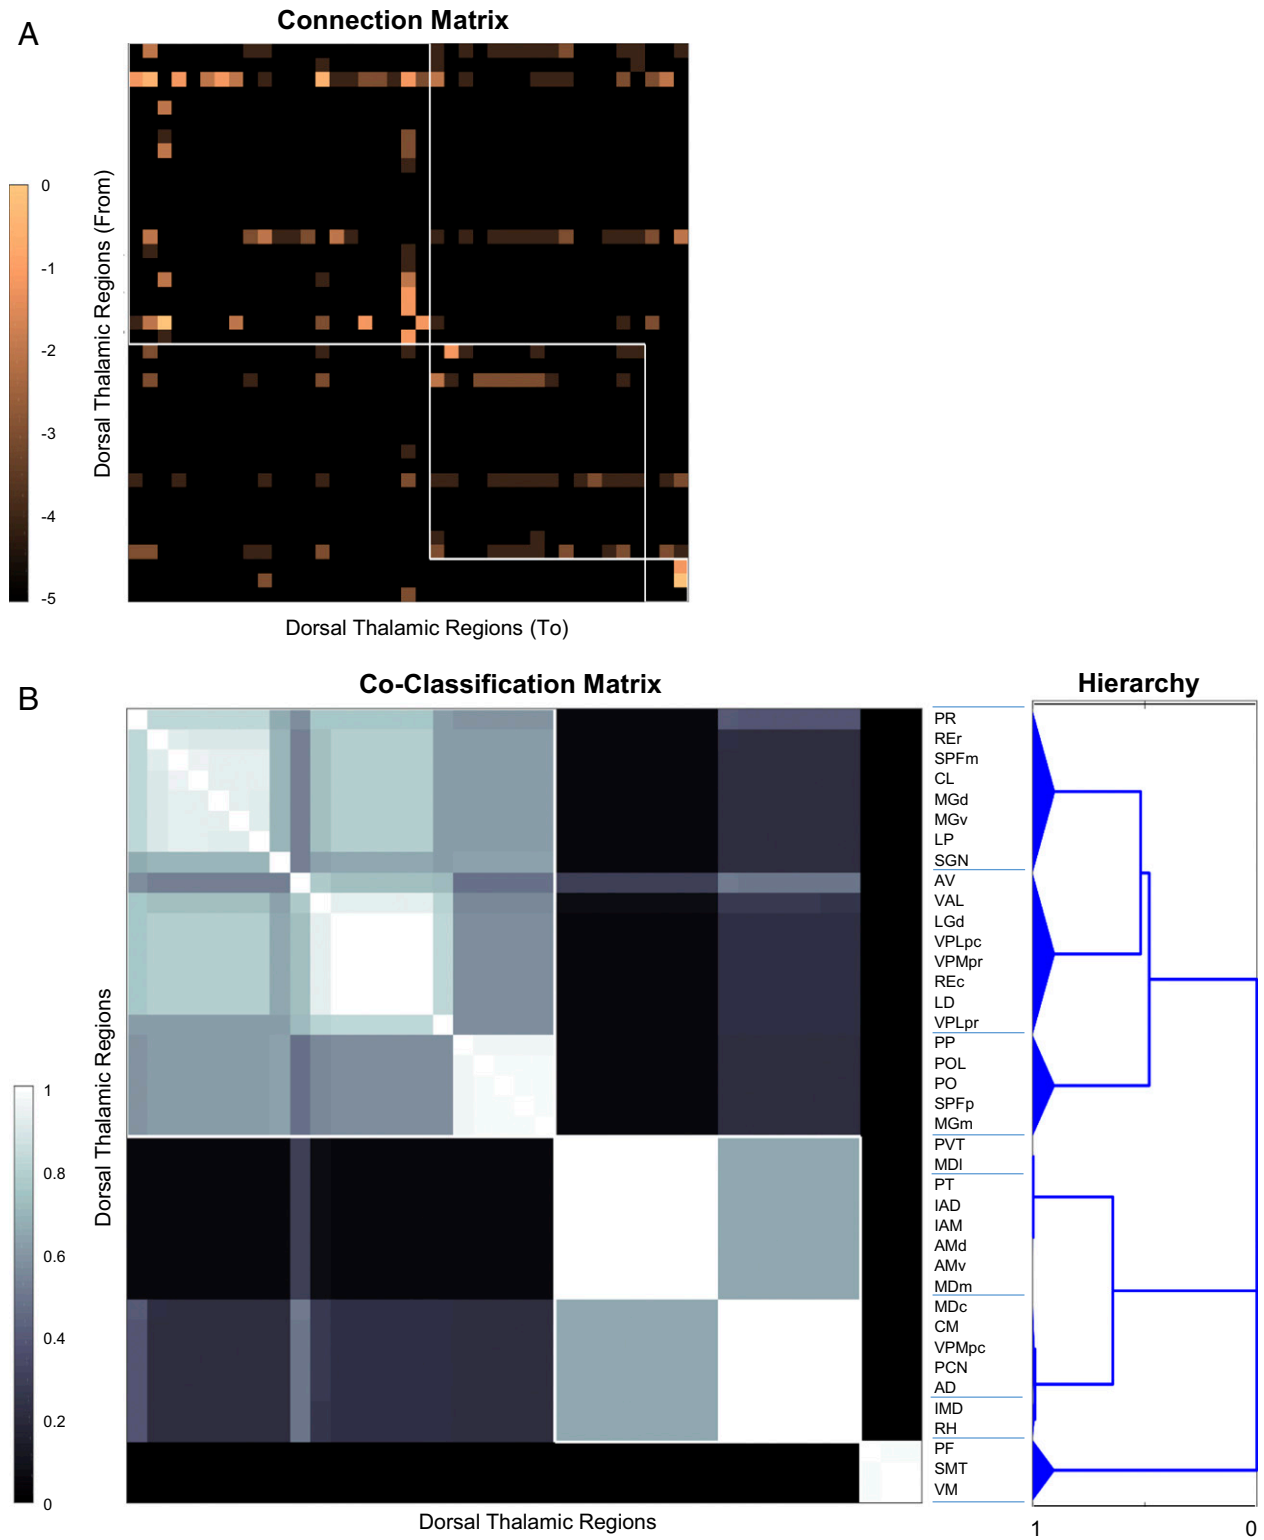 A
Connection Matrix
Dorsal Thalamic Regions (From)
0
-1
-2
-3
-4
-5
Dorsal Thalamic Regions (To)
B
Co-Classification Matrix
Hierarchy
Dorsal Thalamic Regions
1
0.8
0.6
0.4
0.2
0
PR
REr
SPFm
CL
MGd
MGv
LP
SGN
AV
VAL
LGd
VPLpc
VPMpr
REc
LD
VPLpr
PP
POL
PO
SPFp
MGm
PVT
MDl
PT
IAD
IAM
AMd
AMv
MDm
MDc
CM
VPMpc
PCN
AD
IMD
RH
PF
SMT
VM
Dorsal Thalamic Regions
1 0